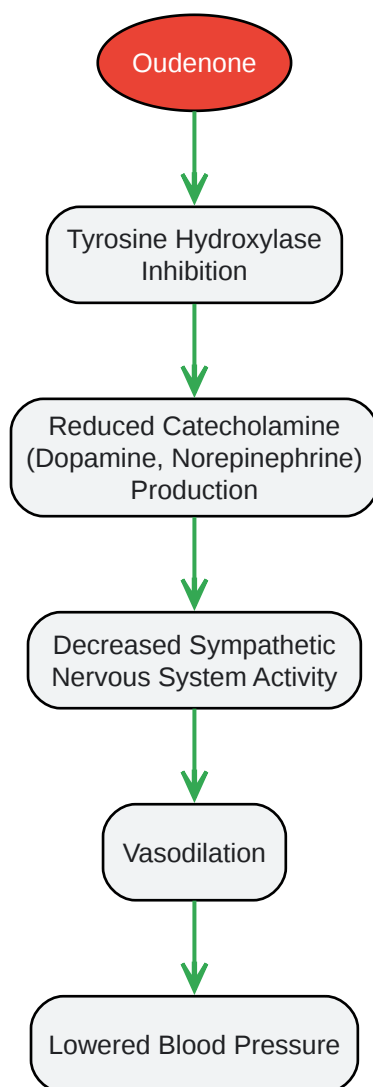 Oudenone
Tyrosine Hydroxylase
Inhibition
Reduced Catecholamine
(Dopamine, Norepinephrine)
Production
Decreased Sympathetic
Nervous System Activity
Vasodilation
Lowered Blood Pressure